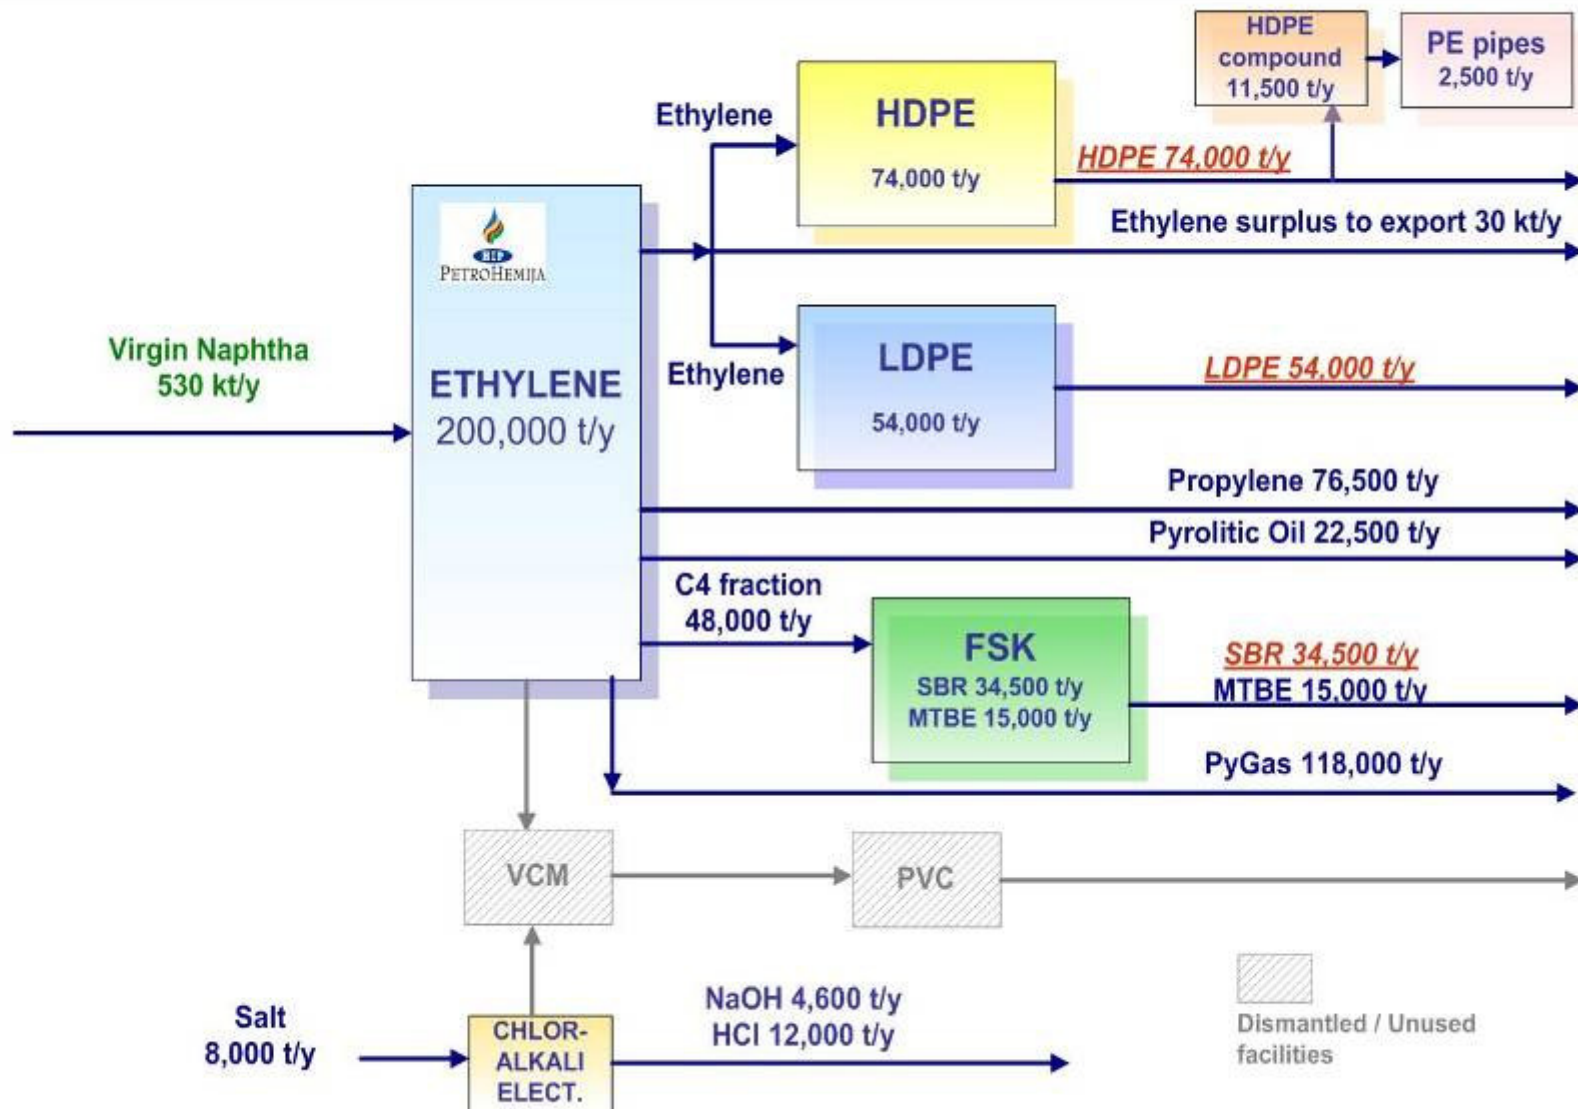 HDPE
compound
11,500 t/y
PE pipes
2,500 t/y
Ethylene
HDPE
74,000 t/y
HDPE 74,000 t/y
Ethylene surplus to export 30 kt/y
HIP
PETROHEMIJA
Virgin Naphtha
530 kt/y
ETHYLENE
200,000 t/y
Ethylene
LDPE
54,000 t/y
LDPE 54,000 t/y
Propylene 76,500 t/y
Pyrolitic Oil 22,500 t/y
C4 fraction
48,000 t/y
FSK
SBR 34,500 t/y
MTBE 15,000 t/y
SBR 34,500 t/y
MTBE 15,000 t/y
PyGas 118,000 t/y
VCM
PVC
Salt
8,000 t/y
CHLOR-
ALKALI
ELECT.
NaOH 4,600 t/y
HCl 12,000 t/y
Dismantled / Unused
facilities